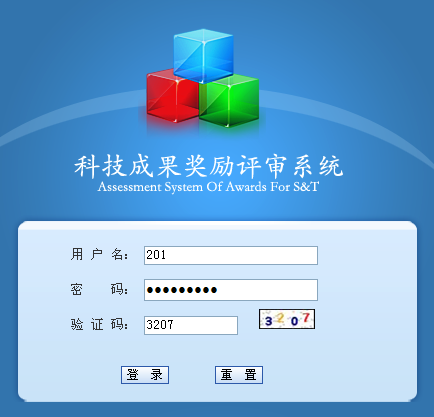 科技成果奖励评审系统
Assessment System Of Awards For S&T
用 户 名： 201
密 码： ●●●●●●●●●
验 证 码： 3207 3207
登 录 重 置